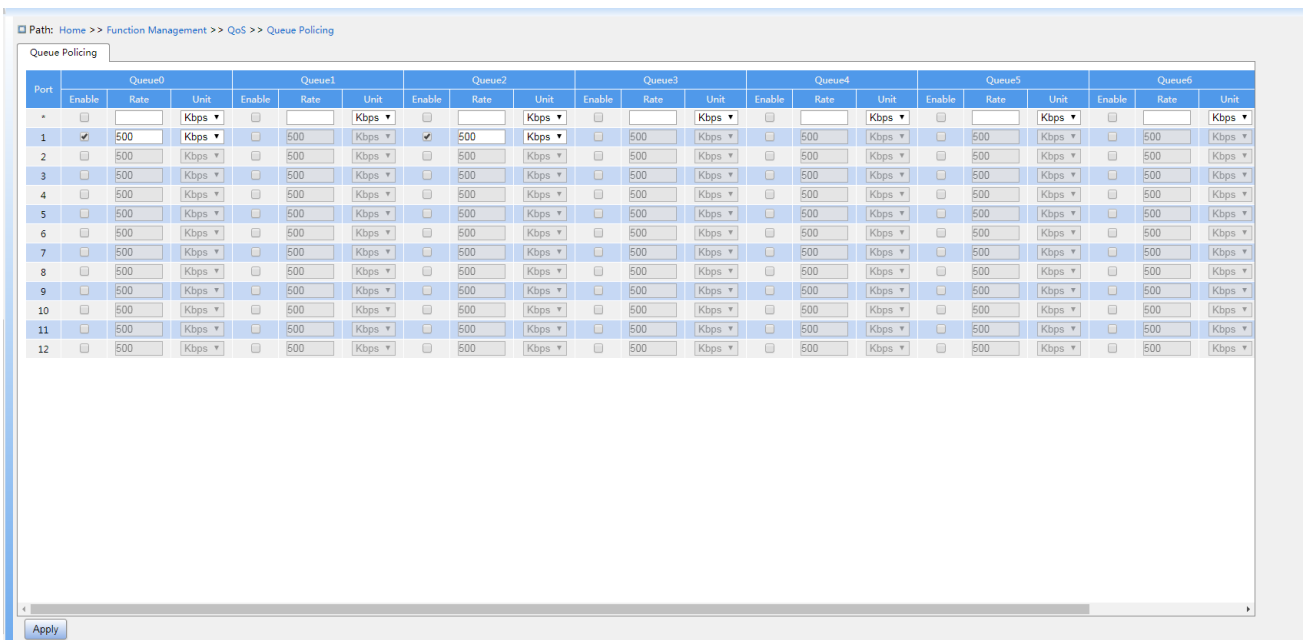 Path: Home >> Function Management >> QoS >> Queue Policing
Queue Policing
Port Queue0 Queue1 Queue2 Queue3 Queue4 Queue5 Queue6
Enable Rate Unit Enable Rate Unit Enable Rate Unit Enable Rate Unit Enable Rate Unit Enable Rate Unit Enable Rate Unit
* Kbps Kbps Kbps Kbps Kbps Kbps Kbps
1 500 Kbps 500 Kbps 500 Kbps 500 Kbps 500 Kbps 500 Kbps 500 Kbps
2 500 Kbps 500 Kbps 500 Kbps 500 Kbps 500 Kbps 500 Kbps 500 Kbps
3 500 Kbps 500 Kbps 500 Kbps 500 Kbps 500 Kbps 500 Kbps 500 Kbps
4 500 Kbps 500 Kbps 500 Kbps 500 Kbps 500 Kbps 500 Kbps 500 Kbps
5 500 Kbps 500 Kbps 500 Kbps 500 Kbps 500 Kbps 500 Kbps 500 Kbps
6 500 Kbps 500 Kbps 500 Kbps 500 Kbps 500 Kbps 500 Kbps 500 Kbps
7 500 Kbps 500 Kbps 500 Kbps 500 Kbps 500 Kbps 500 Kbps 500 Kbps
8 500 Kbps 500 Kbps 500 Kbps 500 Kbps 500 Kbps 500 Kbps 500 Kbps
9 500 Kbps 500 Kbps 500 Kbps 500 Kbps 500 Kbps 500 Kbps 500 Kbps
10 500 Kbps 500 Kbps 500 Kbps 500 Kbps 500 Kbps 500 Kbps 500 Kbps
11 500 Kbps 500 Kbps 500 Kbps 500 Kbps 500 Kbps 500 Kbps 500 Kbps
12 500 Kbps 500 Kbps 500 Kbps 500 Kbps 500 Kbps 500 Kbps 500 Kbps
Apply